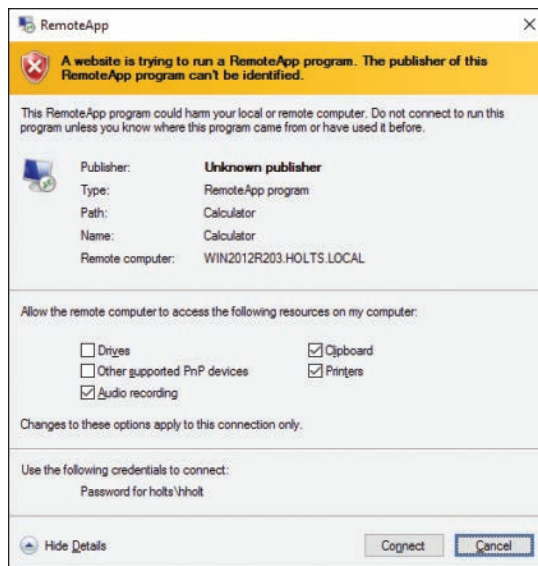 RemoteApp
A website is trying to run a RemoteApp program. The publisher of this
RemoteApp program can't be identified.
This RemoteApp program could harm your local or remote computer. Do not connect to run this
program unless you know where this program came from or have used it before.
Publisher: Unknown publisher
Type: RemoteApp program
Path: Calculator
Name: Calculator
Remote computer: WIN2012R203.HOLTS.LOCAL
Allow the remote computer to access the following resources on my computer:
Drives Clipboard
Other supported PnP devices Printers
Audio recording
Changes to these options apply to this connection only.
Use the following credentials to connect:
Password for holts\hholt
Hide Details Connect Cancel